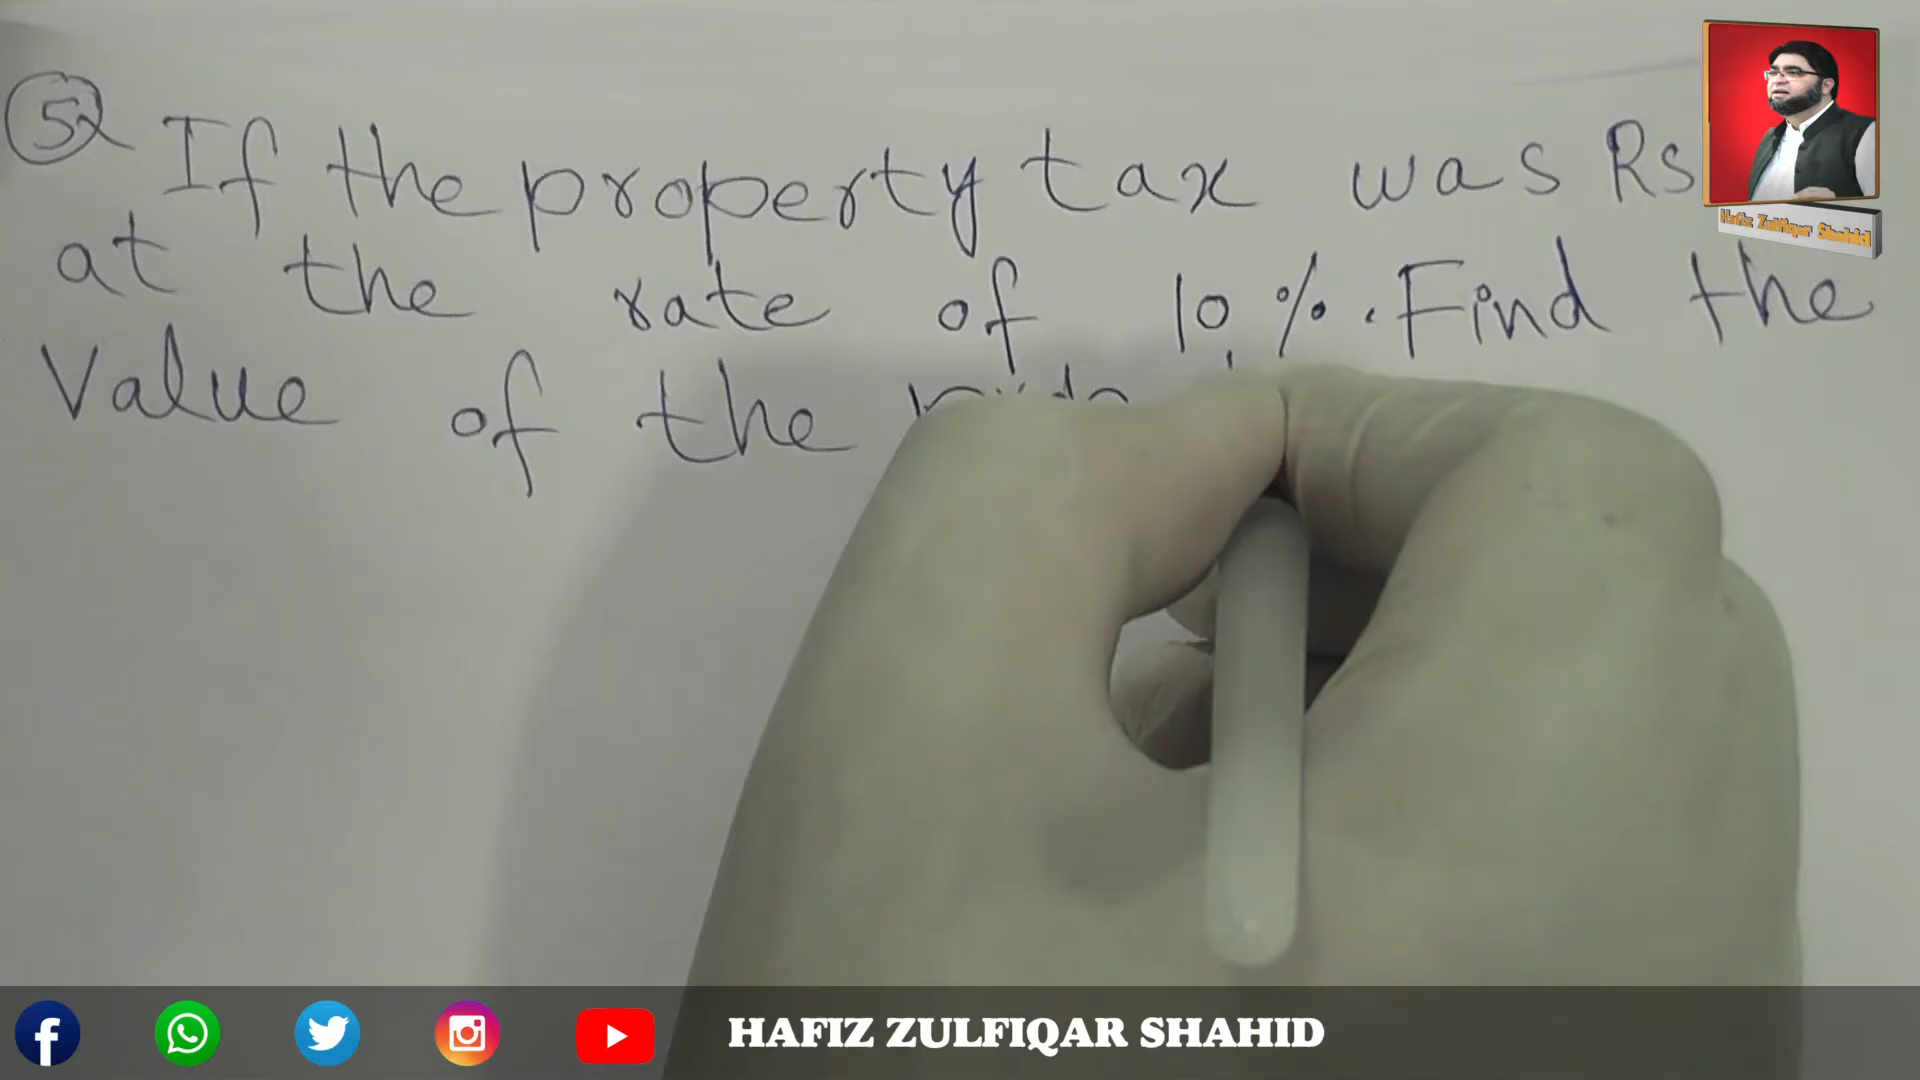 5 If the property tax was Rs
at the rate of 10%. Find the
Value of the
Hafiz Zulfiqar Shahid
HAFIZ ZULFIQAR SHAHID